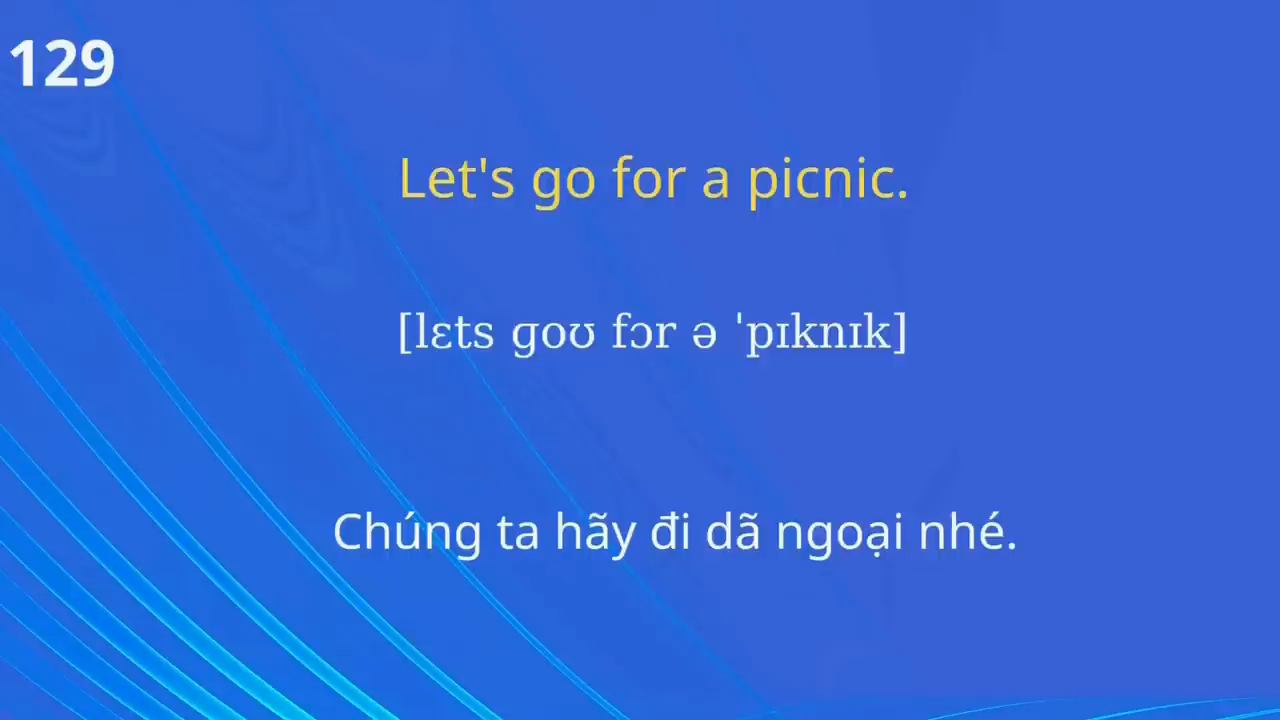 129
Let's go for a picnic.
[lɛts ɡoʊ fɔr ə ˈpɪknɪk]
Chúng ta hãy đi dã ngoại nhé.